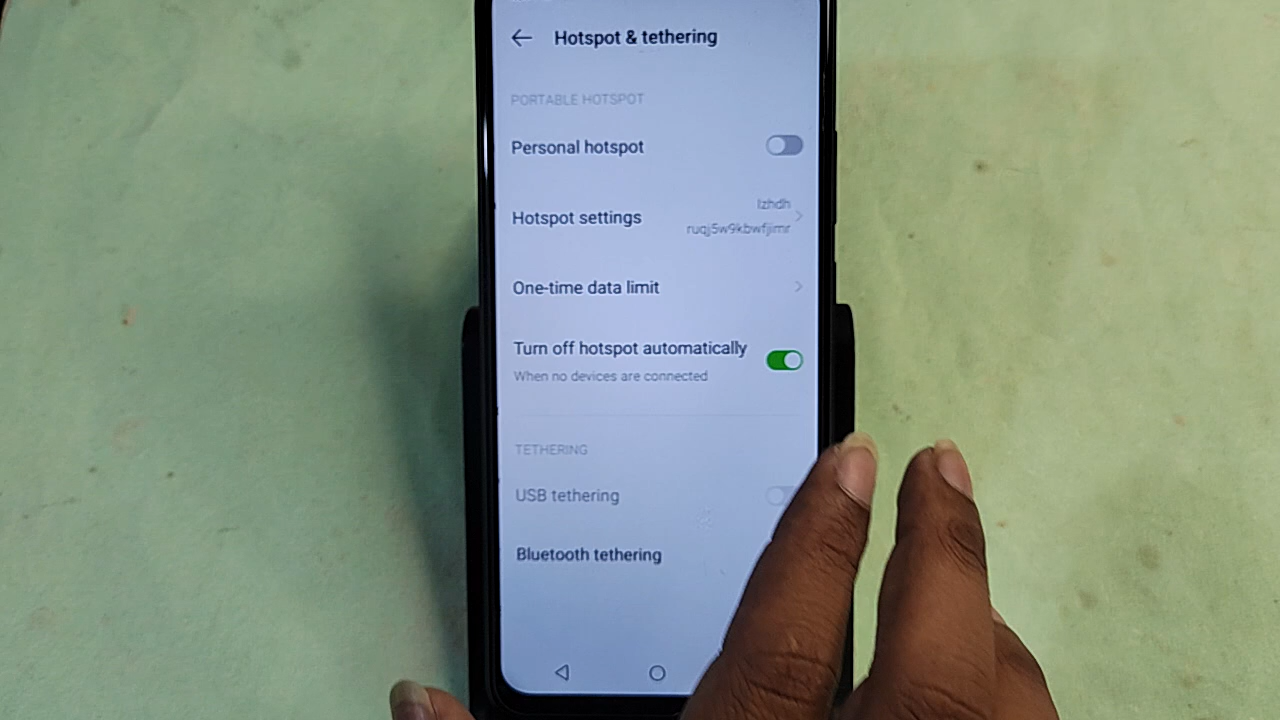 Hotspot & tethering
PORTABLE HOTSPOT
Personal hotspot
Hotspot settings
lzhdh
ruqj5w9kbwfjimr
One-time data limit
Turn off hotspot automatically
When no devices are connected
TETHERING
USB tethering
Bluetooth tethering